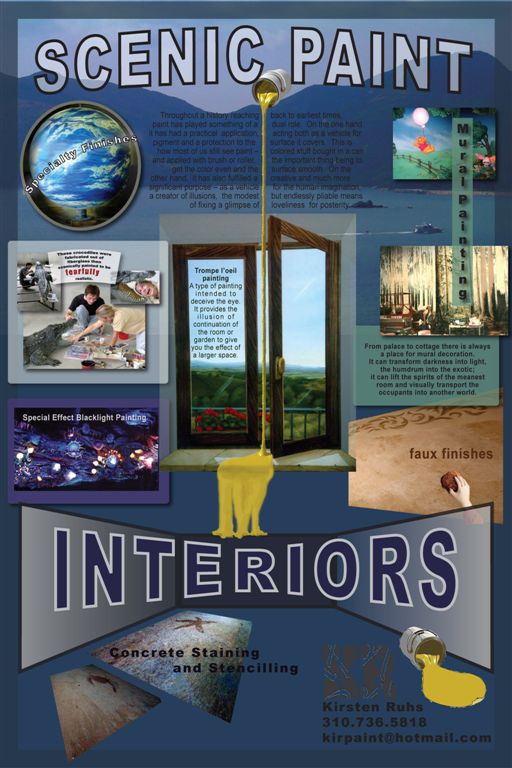 SCENIC PAINT
Specialty Finishes
Throughout a history reaching
paint has played something of a
it has had a practical application,
pigment and a protection to the
how most of us still see paint –
and applied with brush or roller,
get the color even and the
other hand, it has also fulfilled a
significant purpose – as a vehicle
a creator of illusions, the modest
of fixing a glimpse of
back to earliest times,
dual role. On the one hand
acting both as a vehicle for
surface it covers. This is
colored stuff bought in a can
the important thing being to
surface smooth. On the
creative and much more
for the human imagination,
but endlessly pliable means
loveliness for posterity.
Mural Painting
These crocodiles were
fabricated out of
fiberglass then
scenically painted to be
fearfully
realistic.
Trompe l'oeil
painting
A type of painting
intended to
deceive the eye.
It provides the
illusion of
continuation of
the room or
garden to give
you the effect of
a larger space.
From palace to cottage there is always
a place for mural decoration.
It can transform darkness into light,
the humdrum into the exotic;
it can lift the spirits of the meanest
room and visually transport the
occupants into another world.
Special Effect Blacklight Painting
faux finishes
INTERIORS
Concrete Staining
and Stencilling
Kirsten Ruhs
310.736.5818
kirpaint@hotmail.com